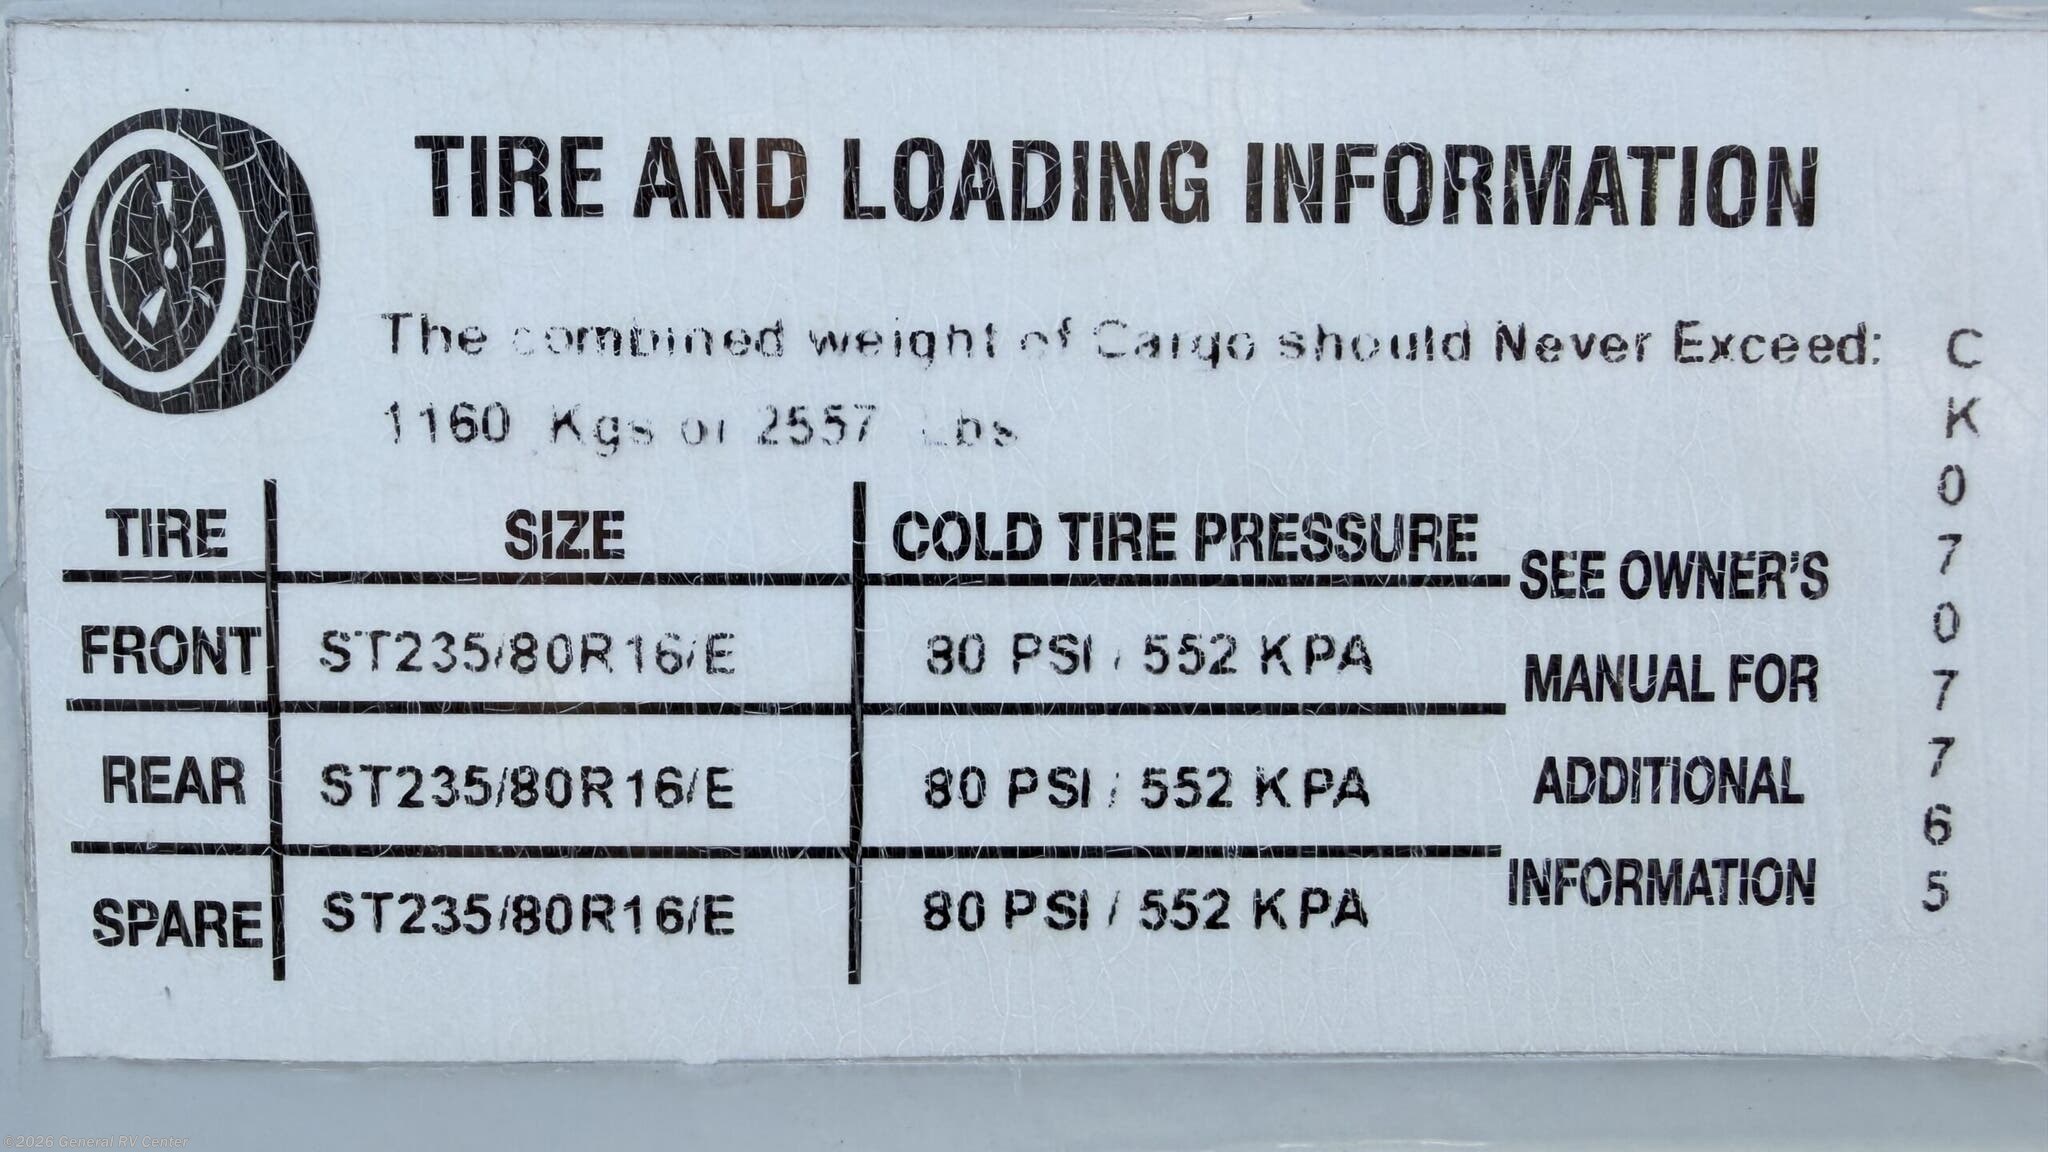 TIRE AND LOADING INFORMATION
The combined weight of Cargo should Never Exceed:
1160 Kgs or 2557 Lbs
TIRE SIZE COLD TIRE PRESSURE
FRONT ST235/80R16/E 80 PSI / 552 KPA
REAR ST235/80R16/E 80 PSI / 552 KPA
SPARE ST235/80R16/E 80 PSI / 552 KPA
SEE OWNER'S
MANUAL FOR
ADDITIONAL
INFORMATION
CK0707765
©2026 General RV Center